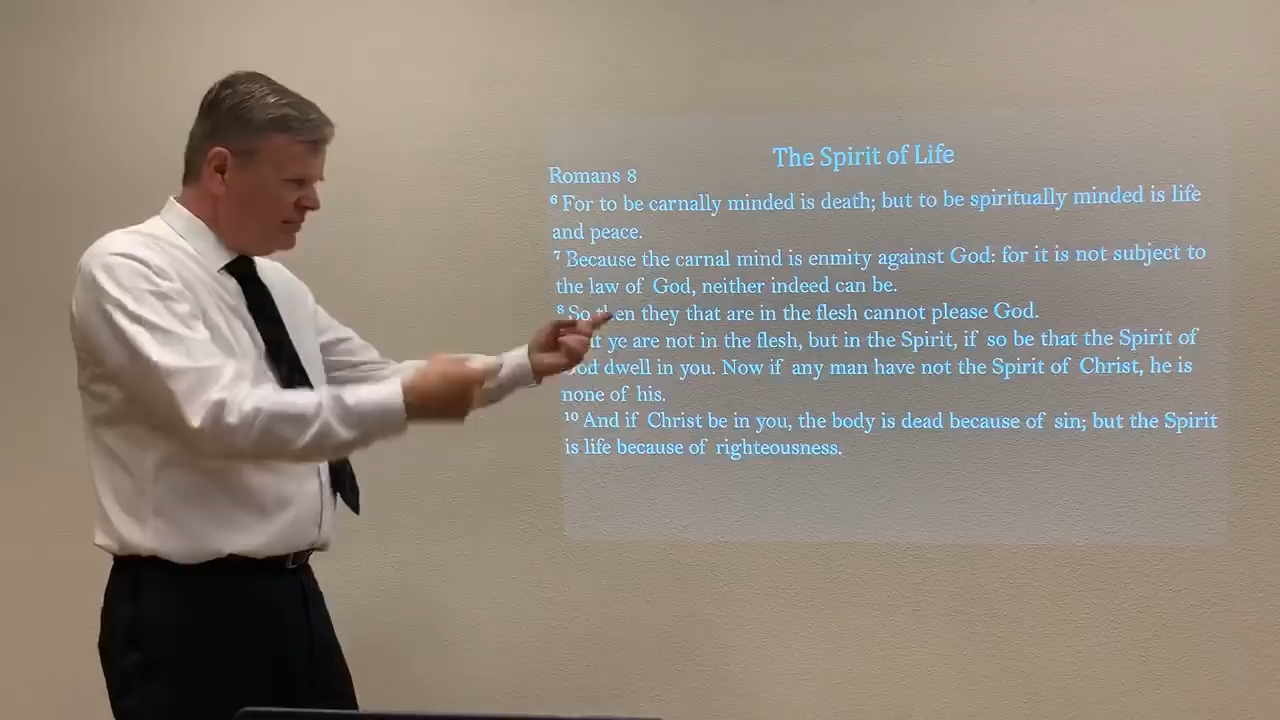 The Spirit of Life
Romans 8
⁶ For to be carnally minded is death; but to be spiritually minded is life
and peace.
⁷ Because the carnal mind is enmity against God: for it is not subject to
the law of God, neither indeed can be.
⁸ So then they that are in the flesh cannot please God.
ye are not in the flesh, but in the Spirit, if so be that the Spirit of
dwell in you. Now if any man have not the Spirit of Christ, he is
none of his.
¹⁰ And if Christ be in you, the body is dead because of sin; but the Spirit
is life because of righteousness.